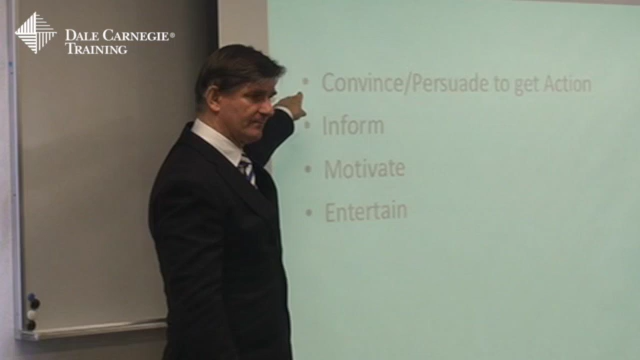 DALE CARNEGIE®
TRAINING
• Convince/Persuade to get Action
• Inform
• Motivate
• Entertain